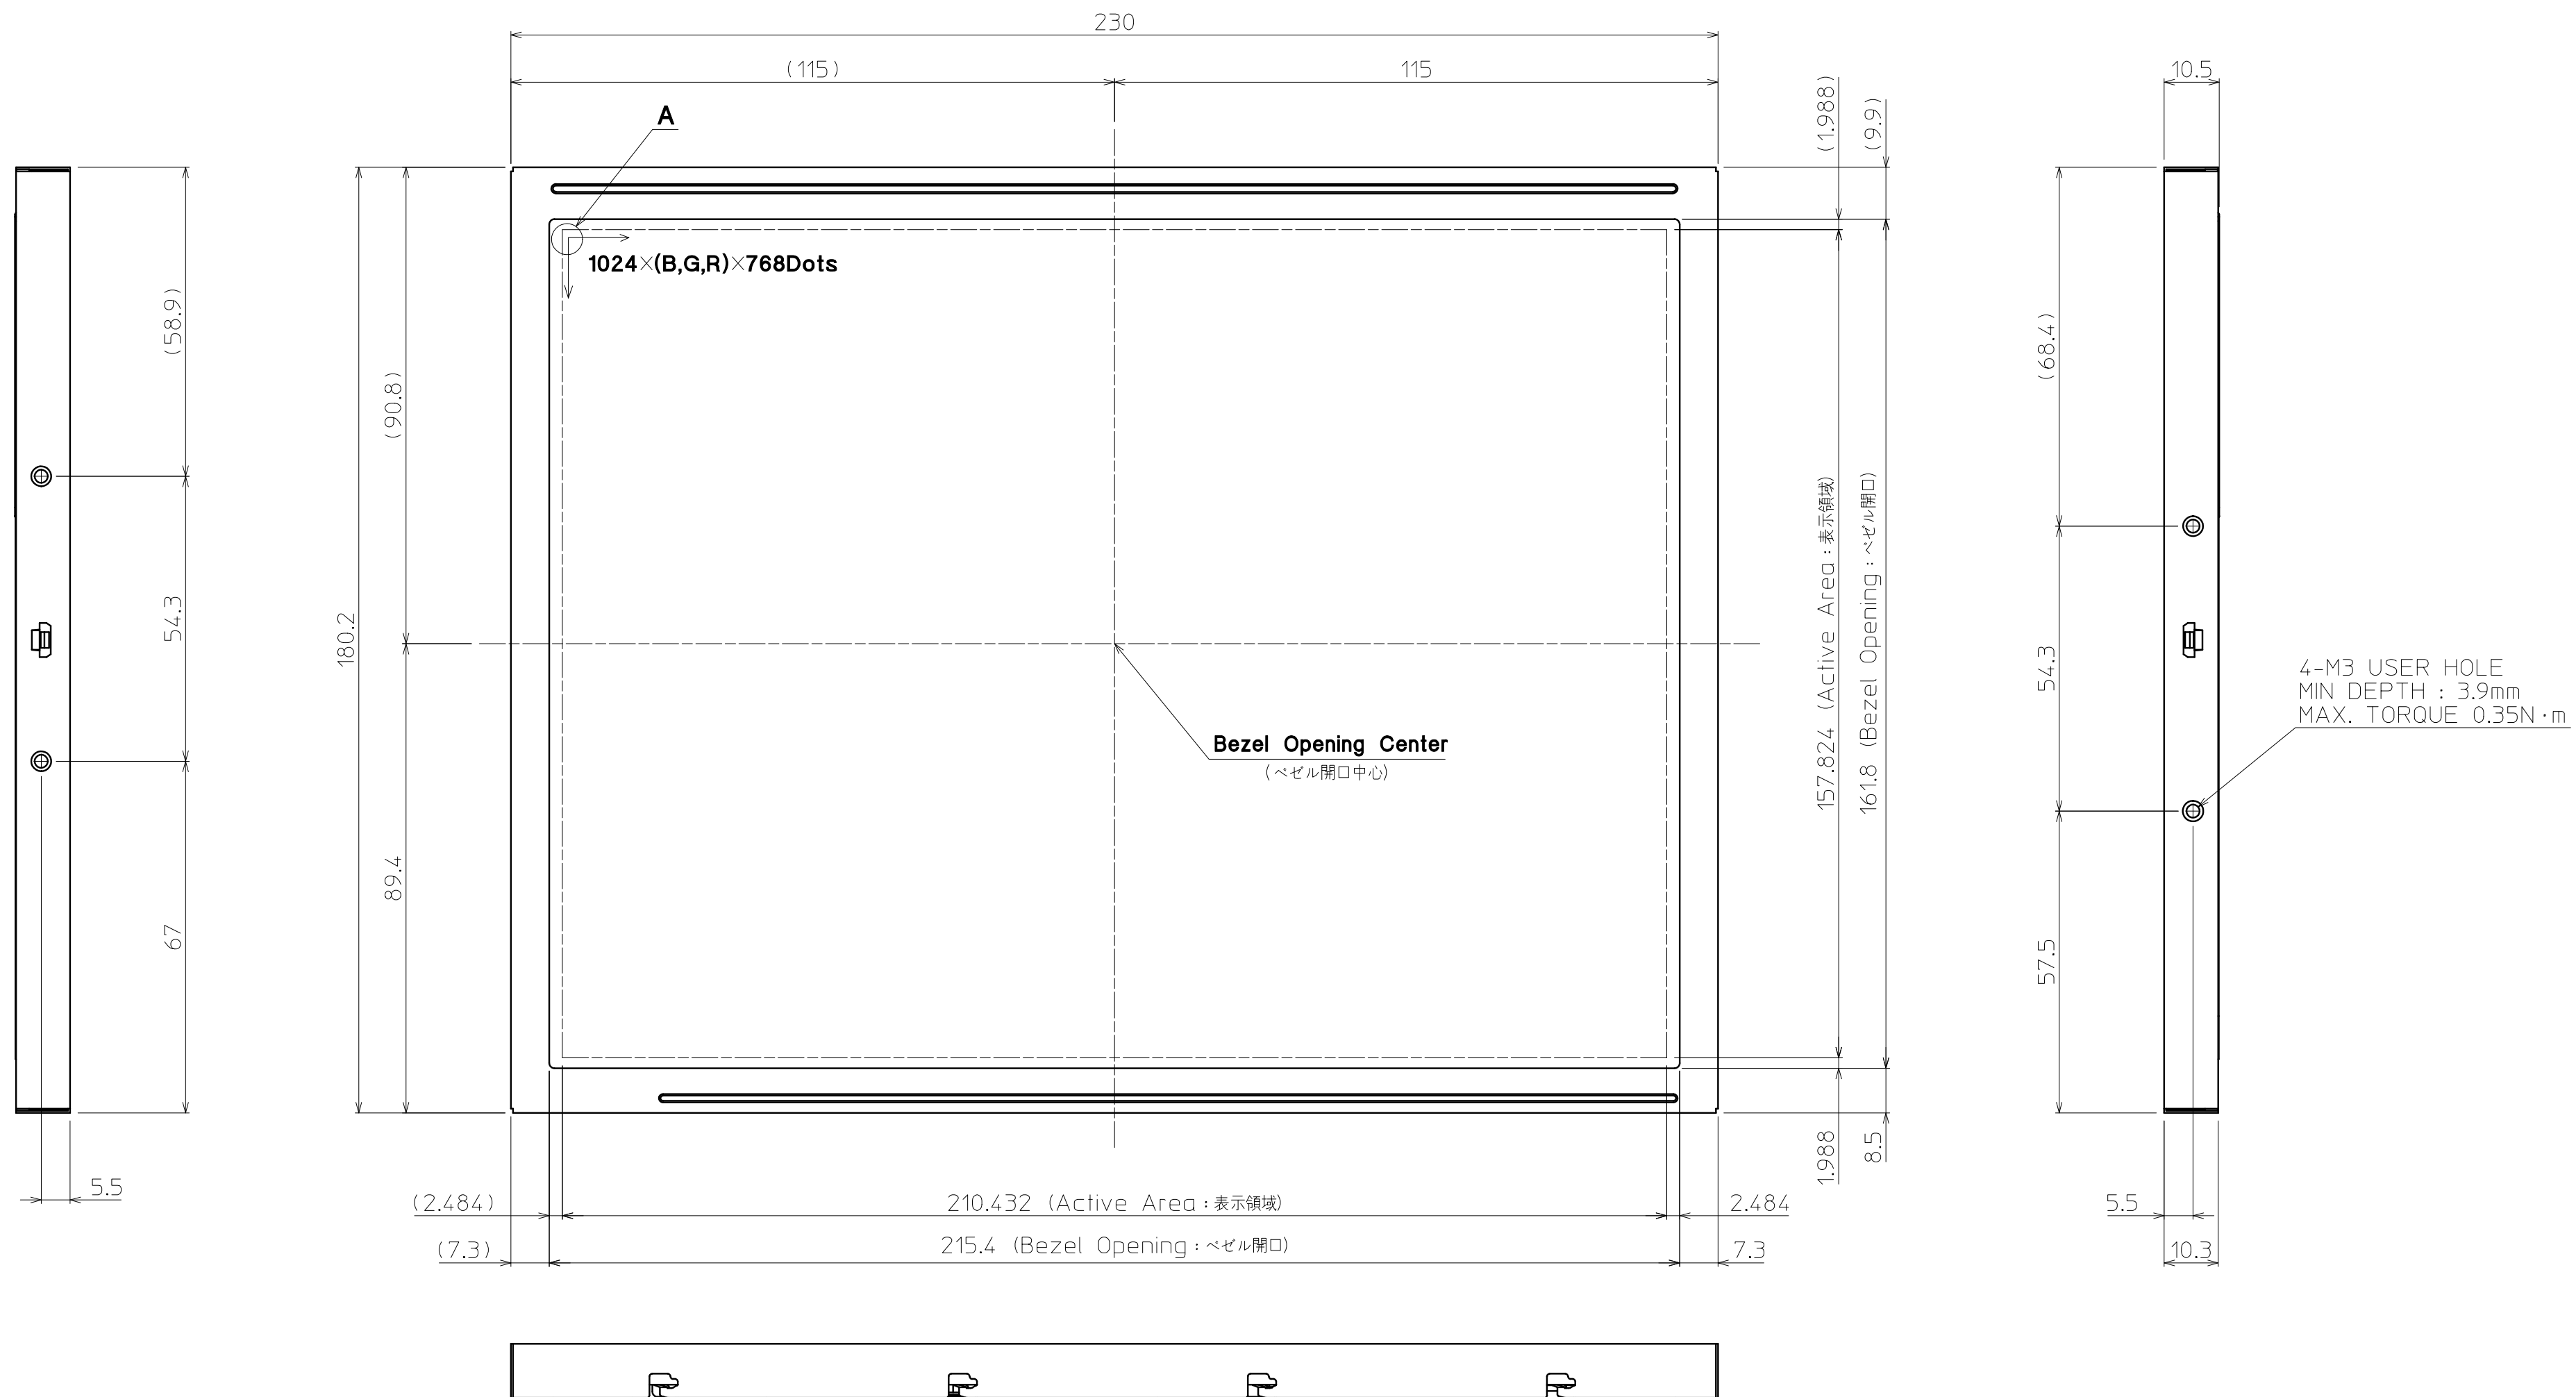 230
(115)
115
10.5
A
(1.988)
(9.9)
1024×(B,G,R)×768Dots
(58.9)
(68.4)
(90.8)
54.3
180.2
157.824 (Active Area：表示領域)
161.8 (Bezel Opening：ベゼル開口)
54.3
4-M3 USER HOLE
MIN DEPTH : 3.9mm
MAX. TORQUE 0.35N·m
Bezel Opening Center
(ベゼル開口中心)
89.4
67
57.5
1.988
8.5
5.5
(2.484)
210.432 (Active Area：表示領域)
2.484
5.5
(7.3)
215.4 (Bezel Opening：ベゼル開口)
7.3
10.3